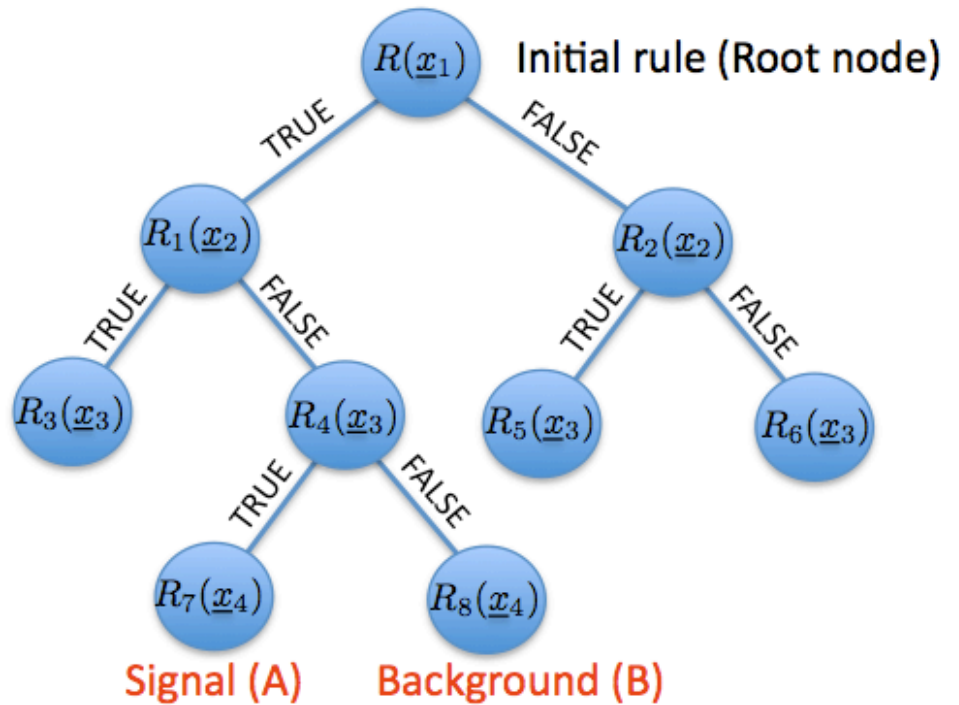 R(x₁) Initial rule (Root node)
TRUE FALSE
R₁(x₂) R₂(x₂)
TRUE FALSE TRUE FALSE
R₃(x₃) R₄(x₃) R₅(x₃) R₆(x₃)
TRUE FALSE
R₇(x₄) R₈(x₄)
Signal (A) Background (B)